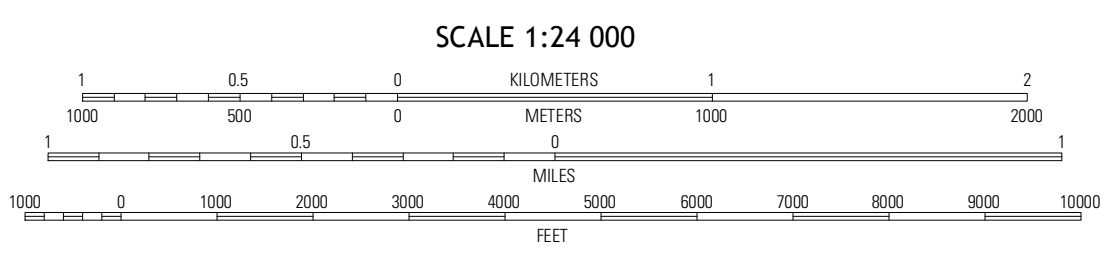 SCALE 1:24 000
1 0.5 0 KILOMETERS 1 2
1000 500 0 METERS 1000 2000
1 0.5 0 1
MILES
1000 0 1000 2000 3000 4000 5000 6000 7000 8000 9000 10000
FEET